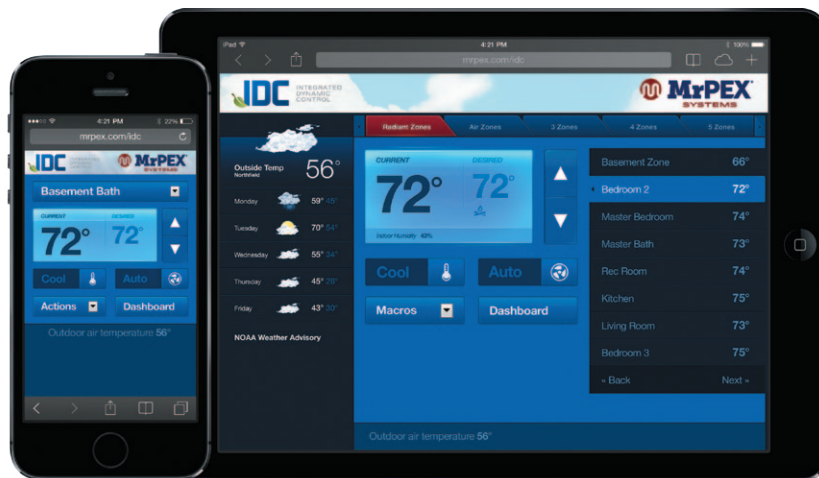 4:21 PM
22%
mrpex.com/idc
IDC
MrPEX
SYSTEMS
Basement Bath
CURRENT
DESIRED
72°
72°
Cool
Auto
Actions
Dashboard
Outdoor air temperature 56°
iPad
4:21 PM
100%
mrpex.com/idc
IDC
INTEGRATED
DYNAMIC
CONTROL
MrPEX
SYSTEMS
Outside Temp
Northfield
56°
Monday 59° 45°
Tuesday 70° 54°
Wednesday 55° 34°
Thursday 45° 28°
Friday 43° 30°
NOAA Weather Advisory
Radiant Zones
Air Zones
3 Zones
4 Zones
5 Zones
CURRENT
DESIRED
72°
72°
Indoor Humidity 43%
Cool
Auto
Macros
Dashboard
Basement Zone 66°
Bedroom 2 72°
Master Bedroom 74°
Master Bath 73°
Rec Room 74°
Kitchen 75°
Living Room 73°
Bedroom 3 75°
« Back Next »
Outdoor air temperature 56°